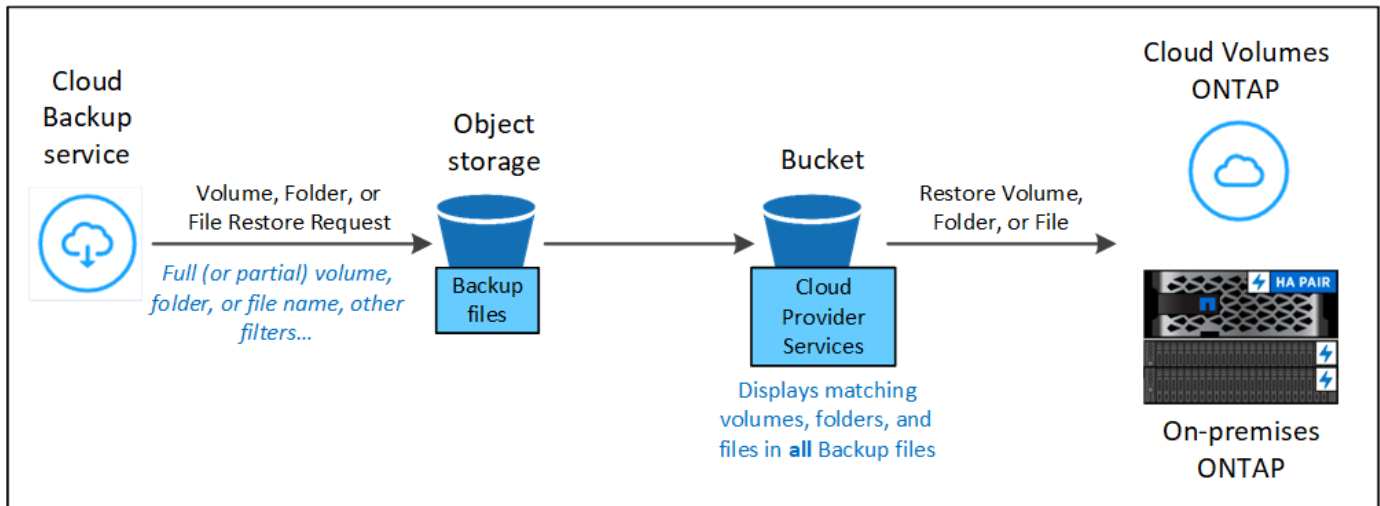 Cloud
Backup
service
Volume, Folder, or
File Restore Request
Full (or partial) volume,
folder, or file name, other
filters…
Object
storage
Backup
files
Bucket
Cloud
Provider
Services
Displays matching
volumes, folders, and
files in all Backup files
Restore Volume,
Folder, or File
Cloud Volumes
ONTAP
HA PAIR
On-premises
ONTAP